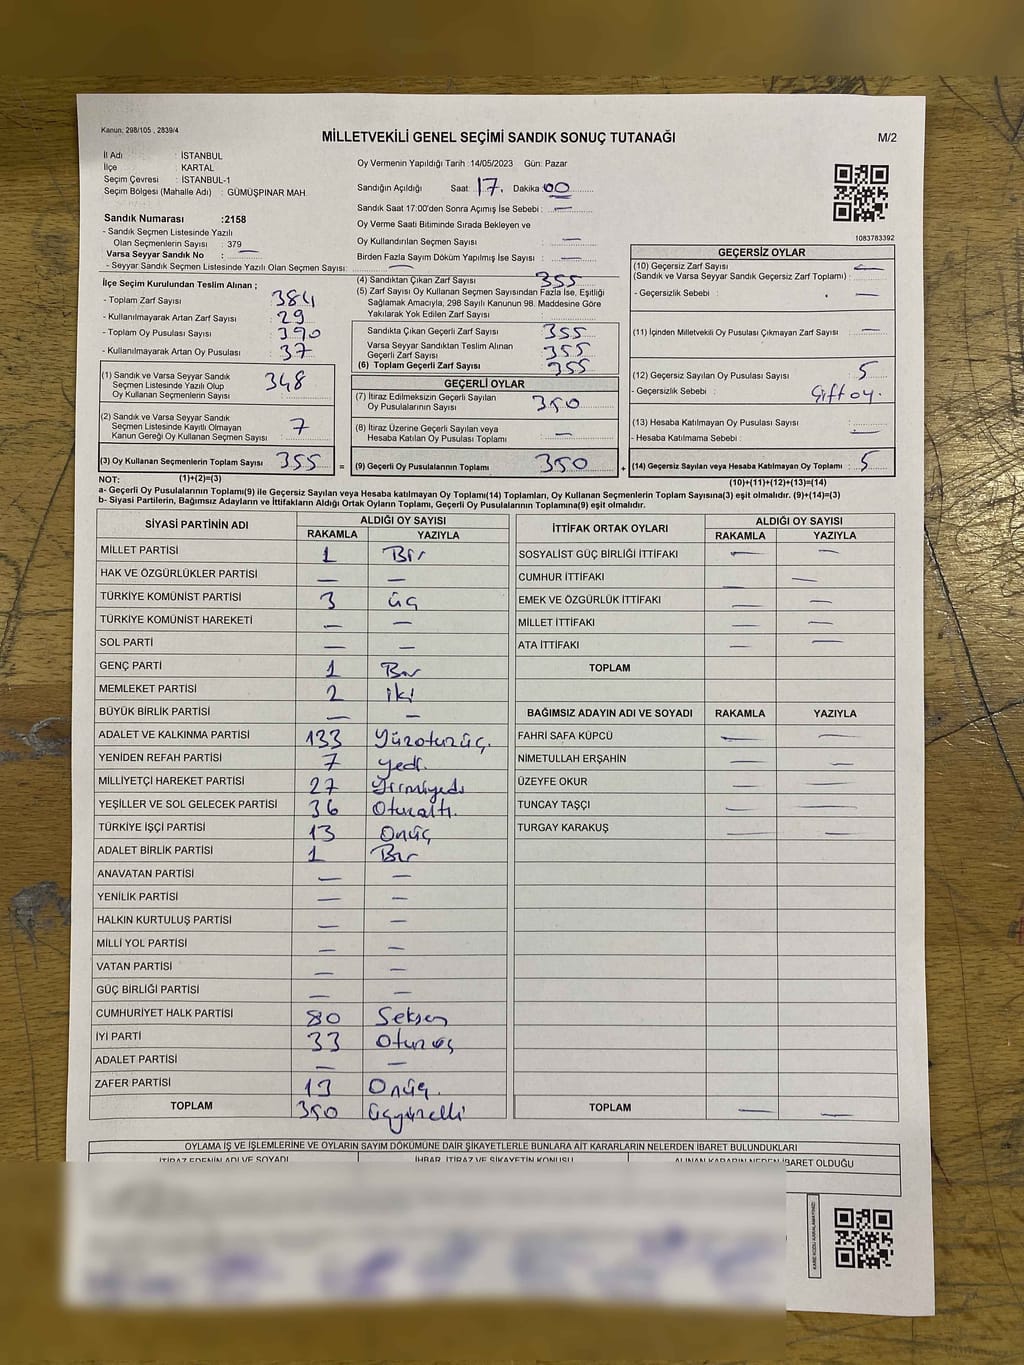 Kanun: 298/105 , 2839/4
MİLLETVEKİLİ GENEL SEÇİMİ SANDIK SONUÇ TUTANAĞI
M/2
İl Adı : İSTANBUL
İlçe : KARTAL
Seçim Çevresi : İSTANBUL-1
Seçim Bölgesi (Mahalle Adı) : GÜMÜŞPINAR MAH.
Sandık Numarası :2158
- Sandık Seçmen Listesinde Yazılı
Olan Seçmenlerin Sayısı : 379
Varsa Seyyar Sandık No : —
- Seyyar Sandık Seçmen Listesinde Yazılı Olan Seçmen Sayısı: —
İlçe Seçim Kurulundan Teslim Alınan ;
- Toplam Zarf Sayısı : 384
- Kullanılmayarak Artan Zarf Sayısı : 29
- Toplam Oy Pusulası Sayısı : 390
- Kullanılmayarak Artan Oy Pusulası : 37
(1) Sandık ve Varsa Seyyar Sandık
Seçmen Listesinde Yazılı Olup
Oy Kullanan Seçmenlerin Sayısı : 348
(2) Sandık ve Varsa Seyyar Sandık
Seçmen Listesinde Kayıtlı Olmayan
Kanun Gereği Oy Kullanan Seçmen Sayısı : 7
(3) Oy Kullanan Seçmenlerin Toplam Sayısı : 355
Oy Vermenin Yapıldığı Tarih :14/05/2023 Gün: Pazar
Sandığın Açıldığı Saat 17. Dakika 00
Sandık Saat 17:00'den Sonra Açımış İse Sebebi : —
Oy Verme Saati Bitiminde Sırada Bekleyen ve
Oy Kullandırılan Seçmen Sayısı : —
Birden Fazla Sayım Döküm Yapılmış İse Sayısı : —
(4) Sandıktan Çıkan Zarf Sayısı : 355
(5) Zarf Sayısı Oy Kullanan Seçmen Sayısından Fazla İse, Eşitliği
Sağlamak Amacıyla, 298 Sayılı Kanunun 98. Maddesine Göre
Yakılarak Yok Edilen Zarf Sayısı :
Sandıkta Çıkan Geçerli Zarf Sayısı : 355
Varsa Seyyar Sandıktan Teslim Alınan
Geçerli Zarf Sayısı : 355
(6) Toplam Geçerli Zarf Sayısı : 355
GEÇERLİ OYLAR
(7) İtiraz Edilmeksizin Geçerli Sayılan
Oy Pusulalarının Sayısı : 350
(8) İtiraz Üzerine Geçerli Sayılan veya
Hesaba Katılan Oy Pusulası Toplamı : —
= (9) Geçerli Oy Pusulalarının Toplamı : 350
1083783392
GEÇERSİZ OYLAR
(10) Geçersiz Zarf Sayısı : —
(Sandık ve Varsa Seyyar Sandık Geçersiz Zarf Toplamı) :
- Geçersizlik Sebebi : —
(11) İçinden Milletvekili Oy Pusulası Çıkmayan Zarf Sayısı : —
(12) Geçersiz Sayılan Oy Pusulası Sayısı : 5
- Geçersizlik Sebebi : Çift oy.
(13) Hesaba Katılmayan Oy Pusulası Sayısı : —
- Hesaba Katılmama Sebebi :
+ (14) Geçersiz Sayılan veya Hesaba Katılmayan Oy Toplamı : 5
NOT: (1)+(2)=(3)
(10)+(11)+(12)+(13)=(14)
a- Geçerli Oy Pusulalarının Toplamı(9) ile Geçersiz Sayılan veya Hesaba katılmayan Oy Toplamı(14) Toplamları, Oy Kullanan Seçmenlerin Toplam Sayısına(3) eşit olmalıdır. (9)+(14)=(3)
b- Siyasi Partilerin, Bağımsız Adayların ve İttifakların Aldığı Ortak Oyların Toplamı, Geçerli Oy Pusulalarının Toplamına(9) eşit olmalıdır.
SİYASİ PARTİNİN ADI ALDIĞI OY SAYISI
RAKAMLA YAZIYLA
MİLLET PARTİSİ 1 Bir
HAK VE ÖZGÜRLÜKLER PARTİSİ — —
TÜRKİYE KOMÜNİST PARTİSİ 3 üç
TÜRKİYE KOMÜNİST HAREKETİ — —
SOL PARTİ — —
GENÇ PARTİ 1 Bir
MEMLEKET PARTİSİ 2 iki
BÜYÜK BİRLİK PARTİSİ — —
ADALET VE KALKINMA PARTİSİ 133 Yüzotuzüç.
YENİDEN REFAH PARTİSİ 7 yedi.
MİLLİYETÇİ HAREKET PARTİSİ 27 Yirmiyedi
YEŞİLLER VE SOL GELECEK PARTİSİ 36 Otuzaltı.
TÜRKİYE İŞÇİ PARTİSİ 13 Onüç
ADALET BİRLİK PARTİSİ 1 Bir
ANAVATAN PARTİSİ — —
YENİLİK PARTİSİ — —
HALKIN KURTULUŞ PARTİSİ — —
MİLLİ YOL PARTİSİ — —
VATAN PARTİSİ — —
GÜÇ BİRLİĞİ PARTİSİ — —
CUMHURİYET HALK PARTİSİ 80 Seksen
İYİ PARTİ 33 Otuzüç
ADALET PARTİSİ — —
ZAFER PARTİSİ 13 Onüç.
TOPLAM 350 üçyüzelli
İTTİFAK ORTAK OYLARI ALDIĞI OY SAYISI
RAKAMLA YAZIYLA
SOSYALİST GÜÇ BİRLİĞİ İTTİFAKI — —
CUMHUR İTTİFAKI — —
EMEK VE ÖZGÜRLÜK İTTİFAKI — —
MİLLET İTTİFAKI — —
ATA İTTİFAKI — —
TOPLAM
BAĞIMSIZ ADAYIN ADI VE SOYADI RAKAMLA YAZIYLA
FAHRİ SAFA KÜPCÜ — —
NİMETULLAH ERŞAHİN — —
ÜZEYFE OKUR — —
TUNCAY TAŞÇI — —
TURGAY KARAKUŞ — —
TOPLAM — —
OYLAMA İŞ VE İŞLEMLERİNE VE OYLARIN SAYIM DÖKÜMÜNE DAİR ŞİKAYETLERLE BUNLARA AİT KARARLARIN NELERDEN İBARET BULUNDUKLARI
İTİRAZ EDENİN ADI VE SOYADI İHBAR, İTİRAZ VE ŞİKAYETİN KONUSU ALINAN KARARIN NEDEN İBARET OLDUĞU